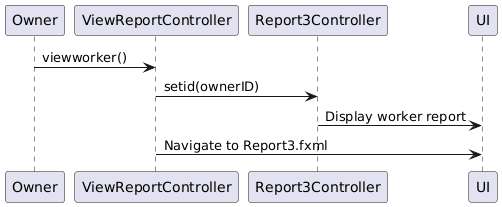 Owner ViewReportController Report3Controller UI
viewworker()
setid(ownerID)
Display worker report
Navigate to Report3.fxml
Owner ViewReportController Report3Controller UI